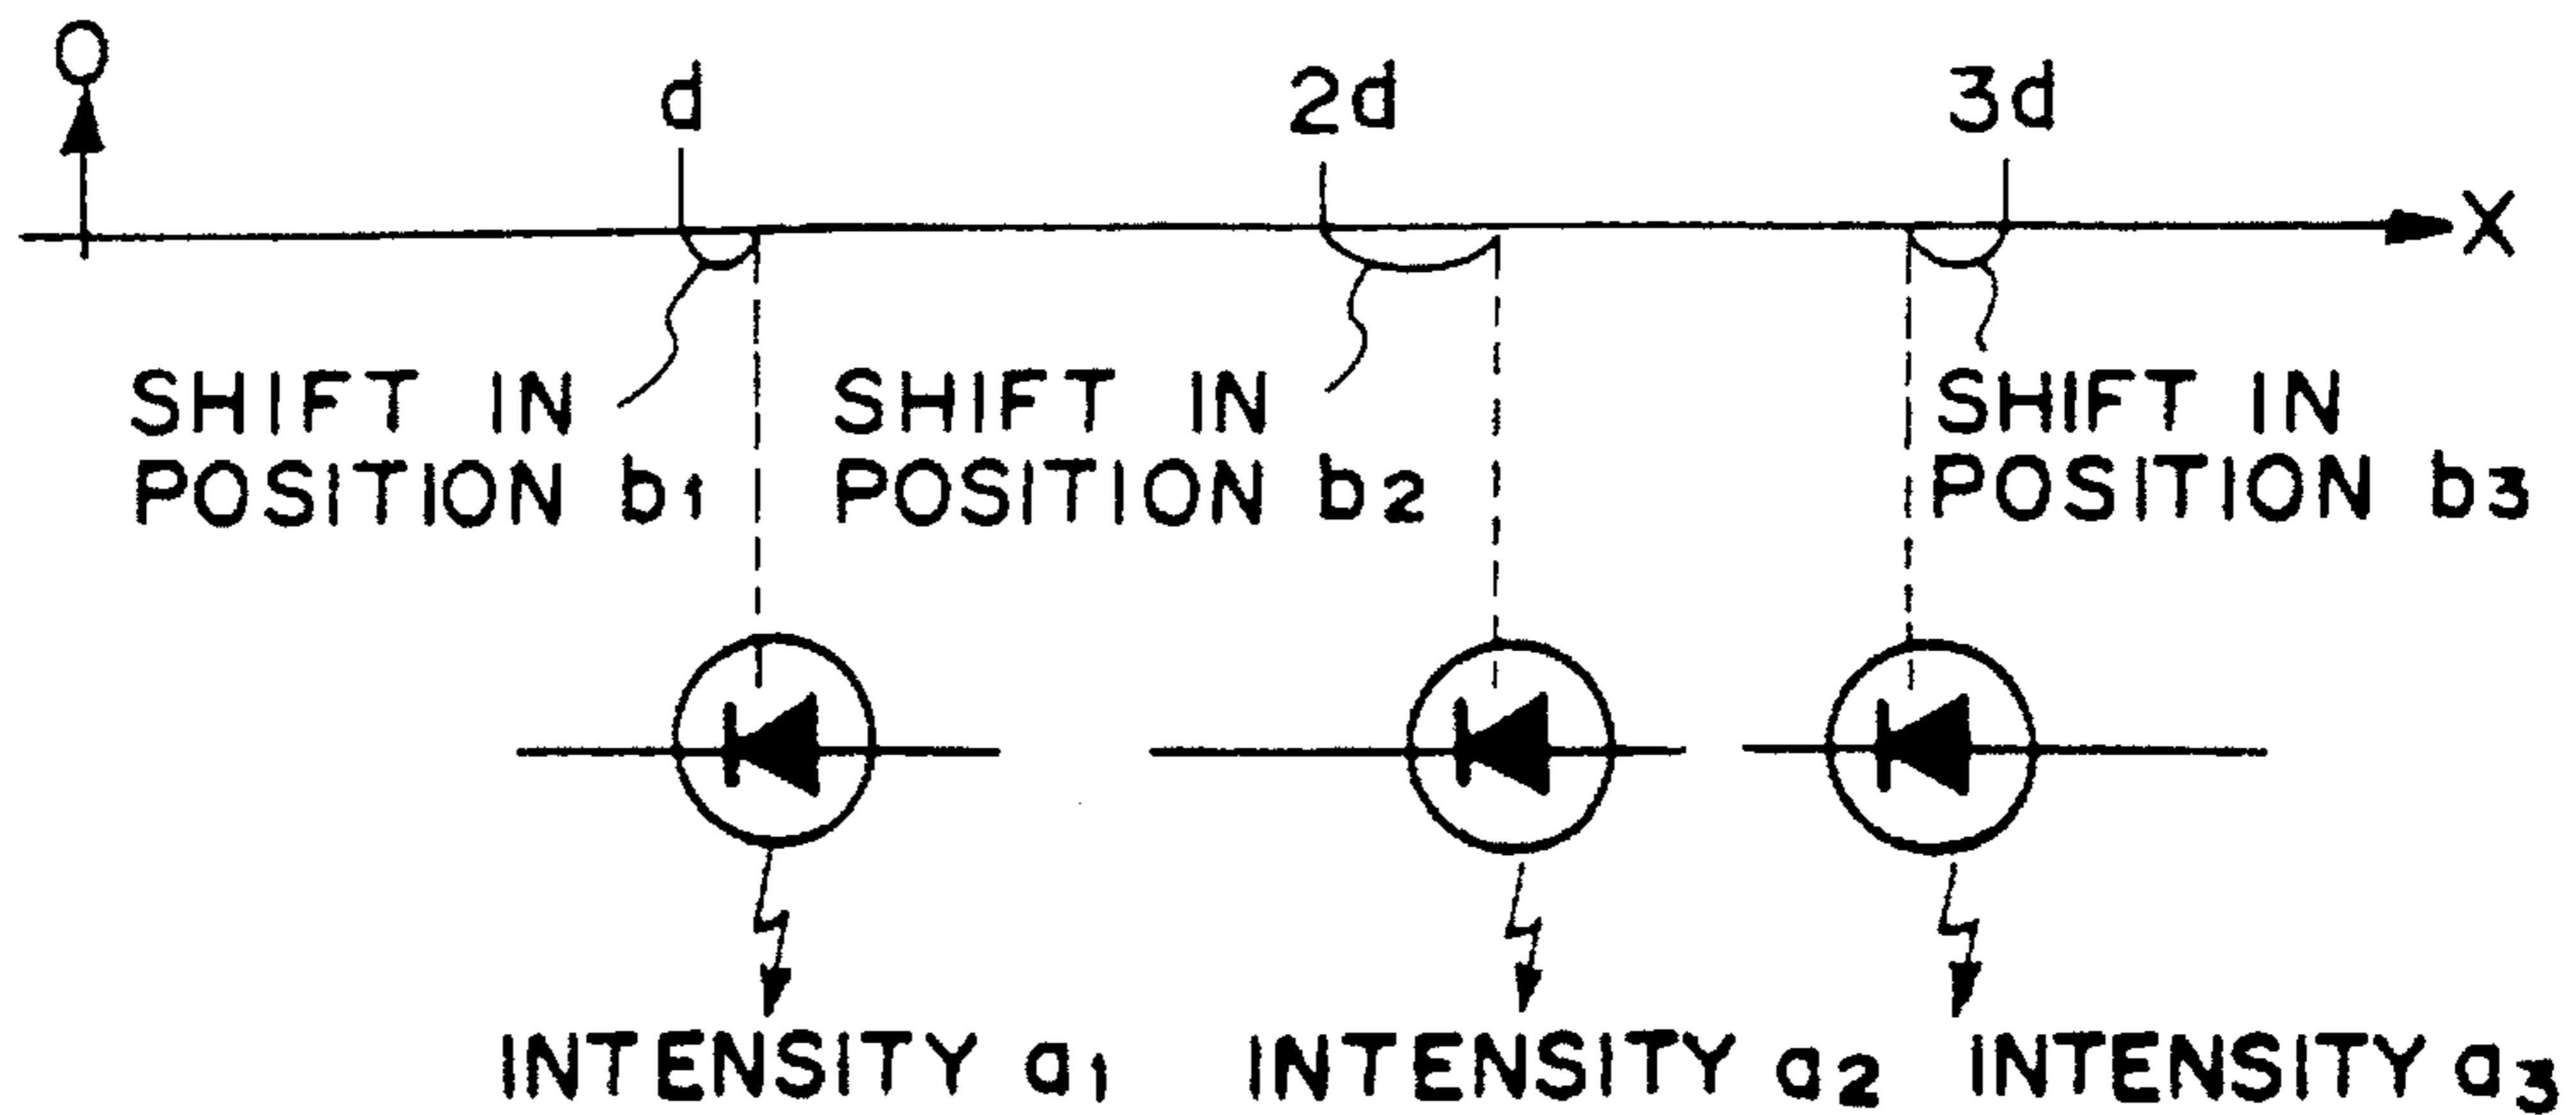 O
d
2d
3d
X
SHIFT IN
POSITION b1
SHIFT IN
POSITION b2
SHIFT IN
POSITION b3
INTENSITY a1
INTENSITY a2
INTENSITY a3